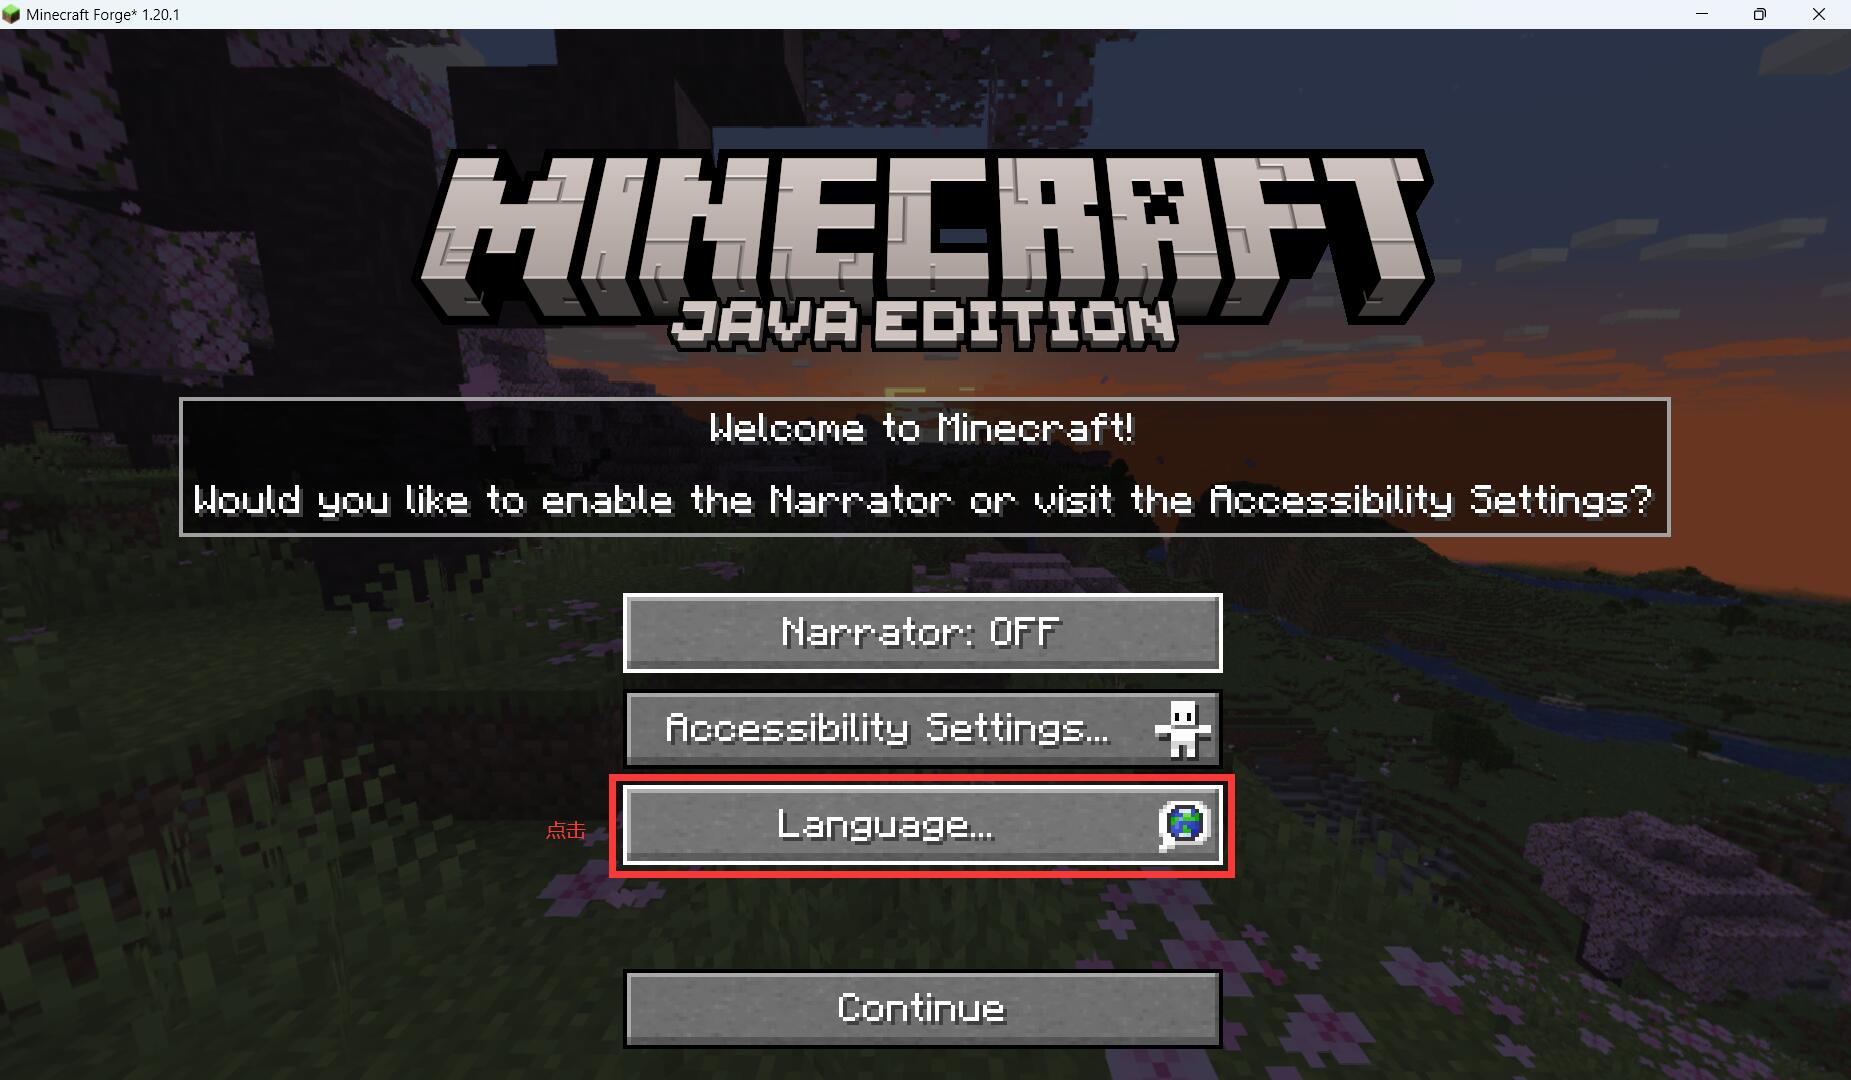 Minecraft Forge* 1.20.1
MINECRAFT
JAVA EDITION
Welcome to Minecraft!
Would you like to enable the Narrator or visit the Accessibility Settings?
Narrator: OFF
Accessibility Settings...
点击
Language...
Continue